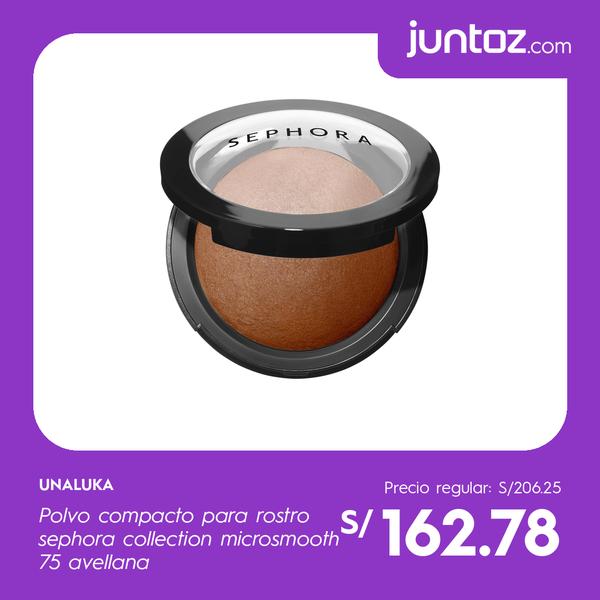 juntoz.com
SEPHORA
UNALUKA
Polvo compacto para rostro
sephora collection microsmooth
75 avellana
Precio regular: S/206.25
S/162.78